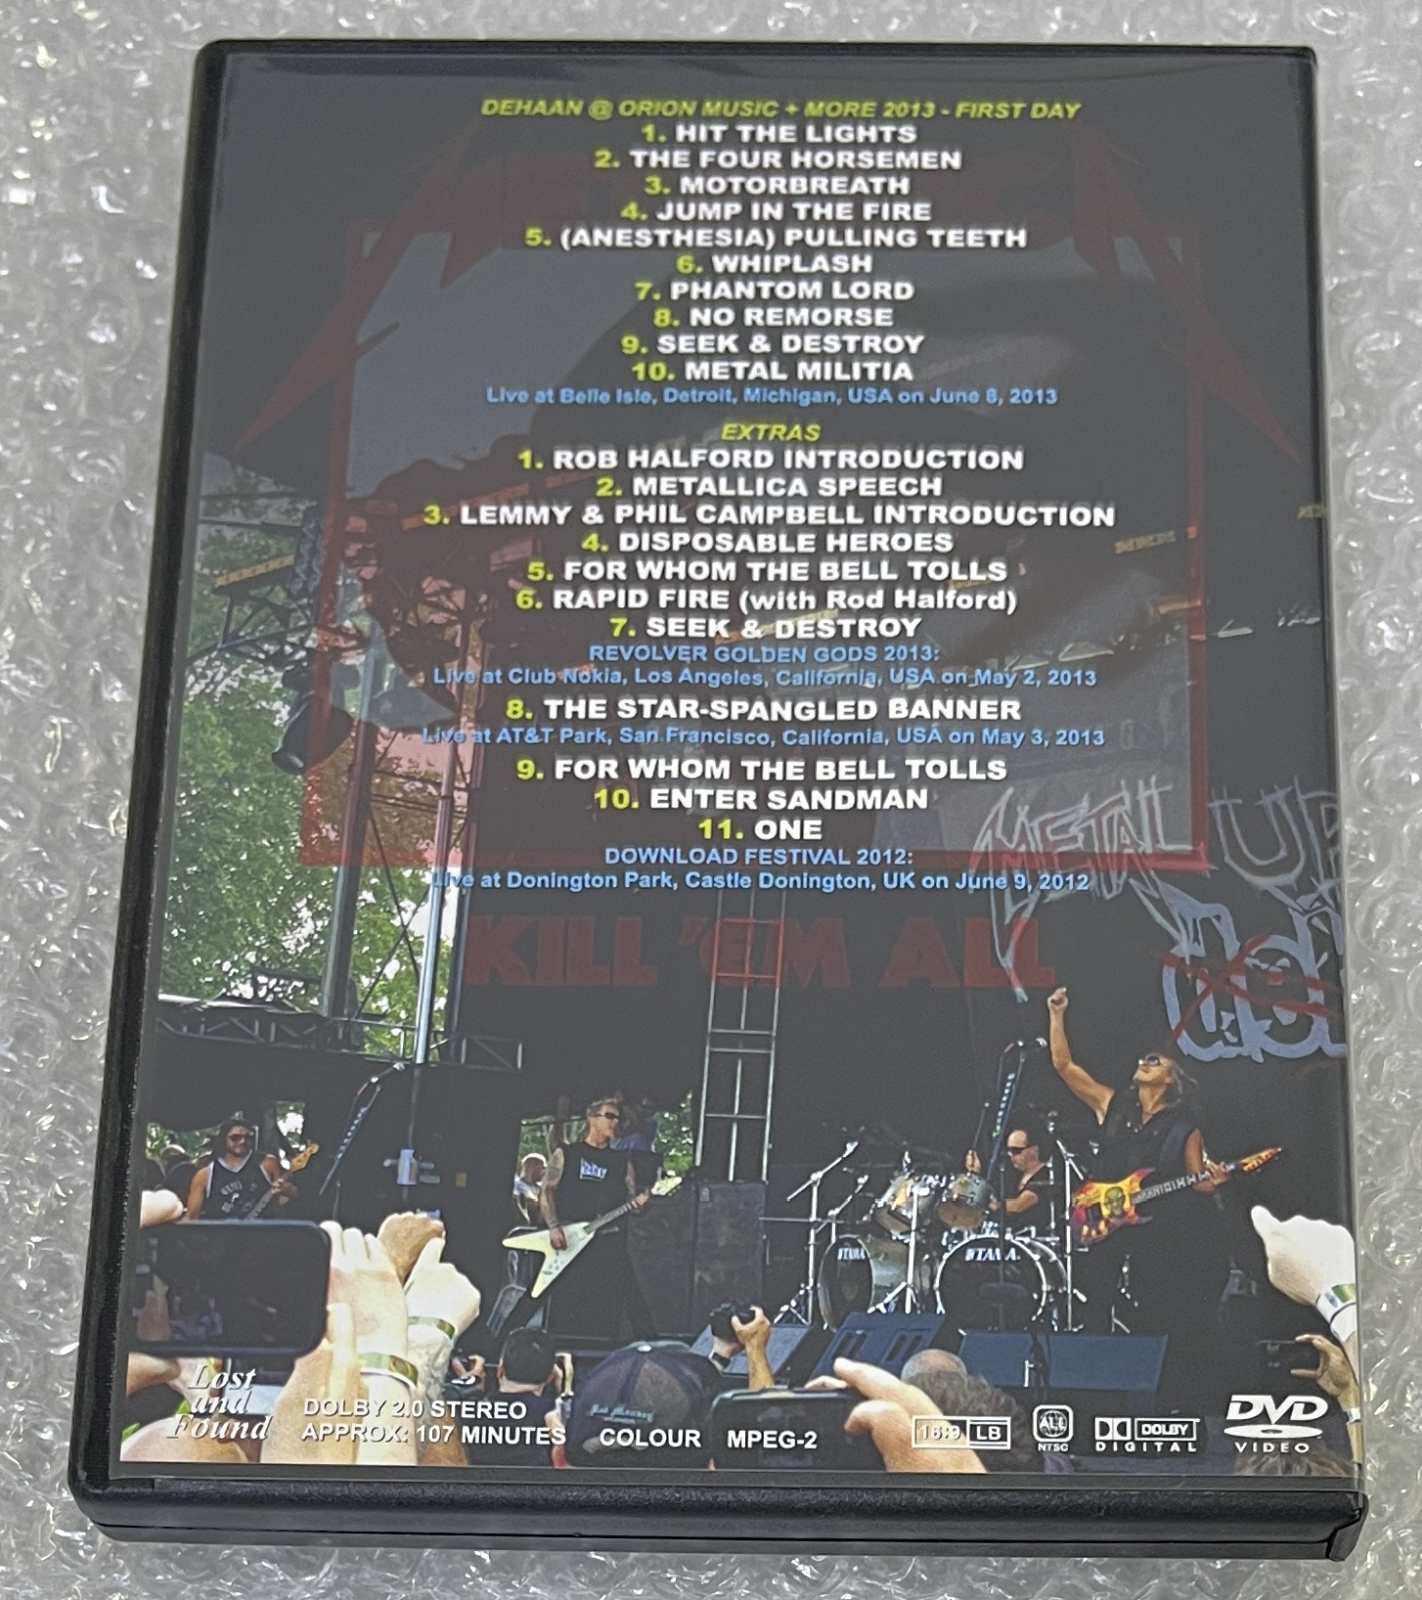 DEHAAN @ ORION MUSIC + MORE 2013 - FIRST DAY
1. HIT THE LIGHTS
2. THE FOUR HORSEMEN
3. MOTORBREATH
4. JUMP IN THE FIRE
5. (ANESTHESIA) PULLING TEETH
6. WHIPLASH
7. PHANTOM LORD
8. NO REMORSE
9. SEEK & DESTROY
10. METAL MILITIA
Live at Belle Isle, Detroit, Michigan, USA on June 8, 2013
EXTRAS
1. ROB HALFORD INTRODUCTION
2. METALLICA SPEECH
3. LEMMY & PHIL CAMPBELL INTRODUCTION
4. DISPOSABLE HEROES
5. FOR WHOM THE BELL TOLLS
6. RAPID FIRE (with Rod Halford)
7. SEEK & DESTROY
REVOLVER GOLDEN GODS 2013:
Live at Club Nokia, Los Angeles, California, USA on May 2, 2013
8. THE STAR-SPANGLED BANNER
Live at AT&T Park, San Francisco, California, USA on May 3, 2013
9. FOR WHOM THE BELL TOLLS
10. ENTER SANDMAN
11. ONE
DOWNLOAD FESTIVAL 2012:
Live at Donington Park, Castle Donington, UK on June 9, 2012
METAL UP
KILL 'EM ALL
TAMA
TAMA
Lost
and
Found
DOLBY 2.0 STEREO
APPROX: 107 MINUTES
COLOUR
MPEG-2
16:9 LB
ALL
NTSC
DOLBY
DIGITAL
DVD
VIDEO